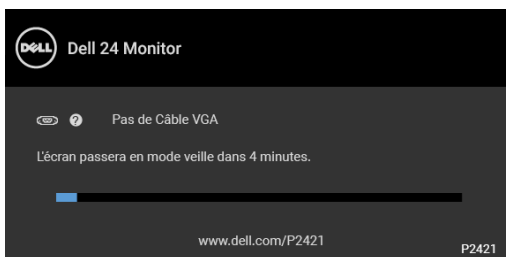 DELL
Dell 24 Monitor
? Pas de Câble VGA
L'écran passera en mode veille dans 4 minutes.
www.dell.com/P2421
P2421